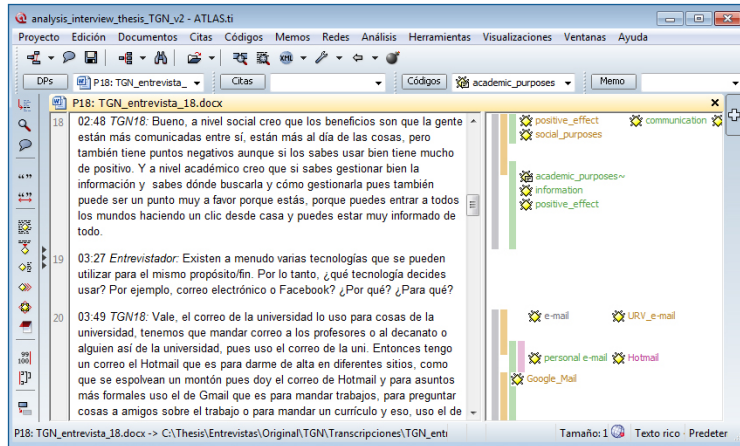 analysis_interview_thesis_TGN_v2 - ATLAS.ti
Proyecto Edición Documentos Citas Códigos Memos Redes Análisis Herramientas Visualizaciones Ventanas Ayuda
DPs P18: TGN_entrevista_ Citas Códigos academic_purposes Memo
P18: TGN_entrevista_18.docx
18 02:48 TGN18: Bueno, a nivel social creo que los beneficios son que la gente
están más comunicadas entre sí, están más al día de las cosas, pero
también tiene puntos negativos aunque si los sabes usar bien tiene mucho
de positivo. Y a nivel académico creo que si sabes gestionar bien la
información y sabes dónde buscarla y cómo gestionarla pues también
puede ser un punto muy a favor porque estás, porque puedes entrar a todos
los mundos haciendo un clic desde casa y puedes estar muy informado de
todo.
19 03:27 Entrevistador: Existen a menudo varias tecnologías que se pueden
utilizar para el mismo propósito/fin. Por lo tanto, ¿qué tecnología decides
usar? Por ejemplo, correo electrónico o Facebook? ¿Por qué? ¿Para qué?
20 03:49 TGN18: Vale, el correo de la universidad lo uso para cosas de la
universidad, tenemos que mandar correo a los profesores o al decanato o
alguien así de la universidad, pues uso el correo de la uni. Entonces tengo
un correo el Hotmail que es para darme de alta en diferentes sitios, como
que se espolvean un montón pues doy el correo de Hotmail y para asuntos
más formales uso el de Gmail que es para mandar trabajos, para preguntar
cosas a amigos sobre el trabajo o para mandar un currículo y eso, uso el de
positive_effect communication
social_purposes
academic_purposes~
information
positive_effect
e-mail URV_e-mail
personal e-mail Hotmail
Google_Mail
P18: TGN_entrevista_18.docx -> C:\Thesis\Entrevistas\Original\TGN\Transcripciones\TGN_entr Tamaño: 1 Texto rico Predeter